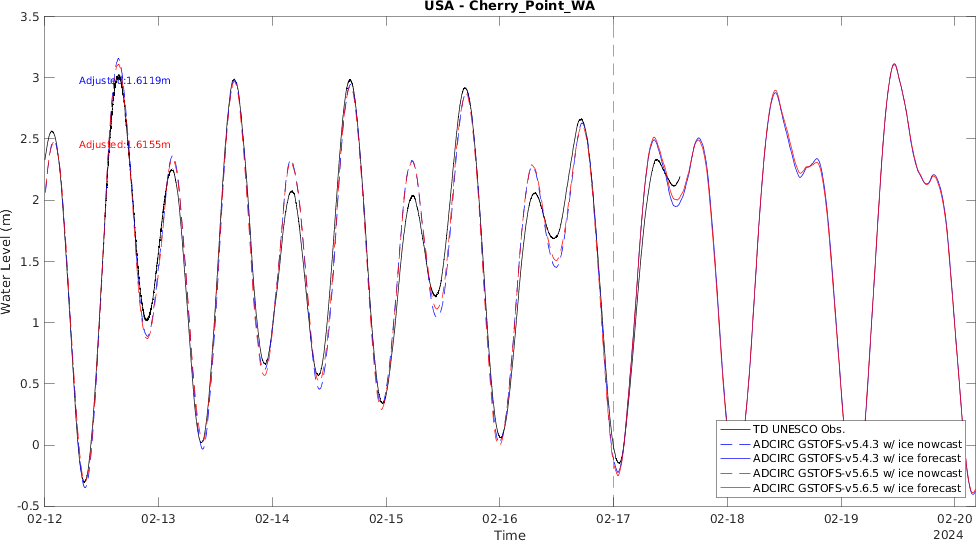 USA - Cherry_Point_WA
3.5
3
2.5
2
1.5
1
0.5
0
-0.5
Water Level (m)
Adjusted:1.6119m
Adjusted:1.6155m
TD UNESCO Obs.
ADCIRC GSTOFS-v5.4.3 w/ ice nowcast
ADCIRC GSTOFS-v5.4.3 w/ ice forecast
ADCIRC GSTOFS-v5.6.5 w/ ice nowcast
ADCIRC GSTOFS-v5.6.5 w/ ice forecast
02-12 02-13 02-14 02-15 02-16 02-17 02-18 02-19 02-20
Time
2024